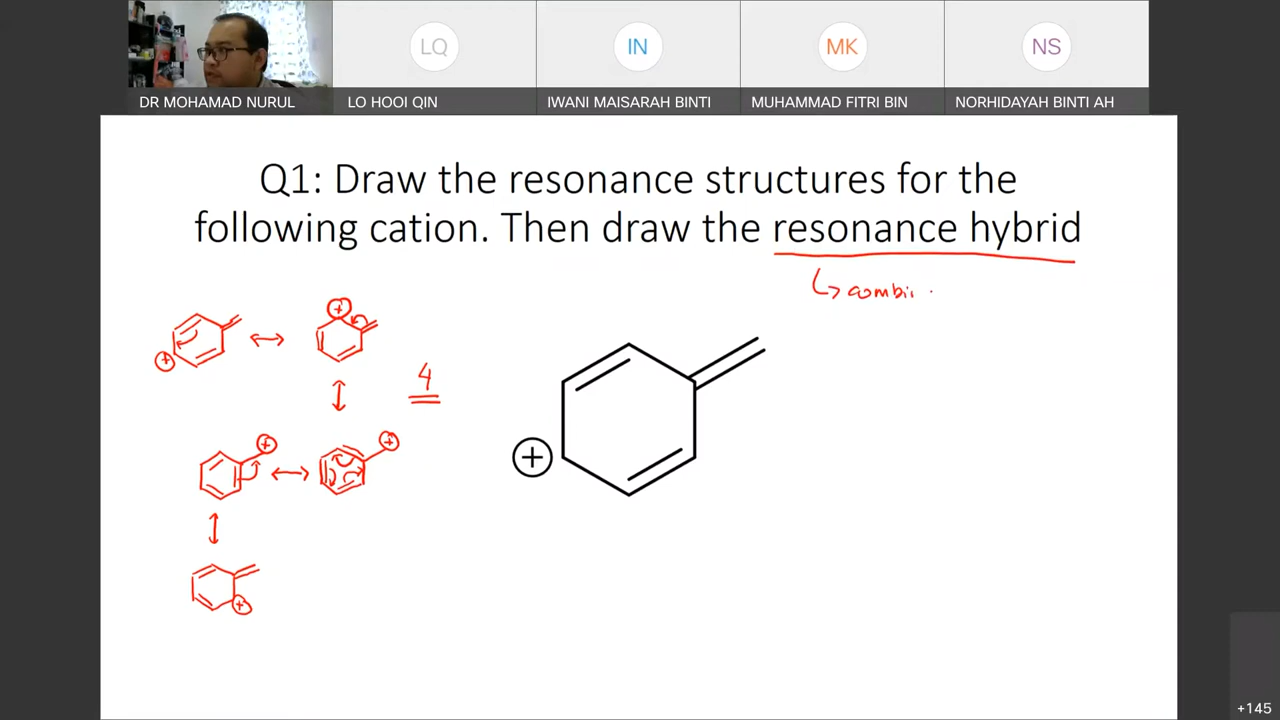 LQ
IN
MK
NS
DR MOHAMAD NURUL
LO HOOI QIN
IWANI MAISARAH BINTI
MUHAMMAD FITRI BIN
NORHIDAYAH BINTI AH
Q1: Draw the resonance structures for the
following cation. Then draw the resonance hybrid
combi
+
+
4
+
+
+
+
+145